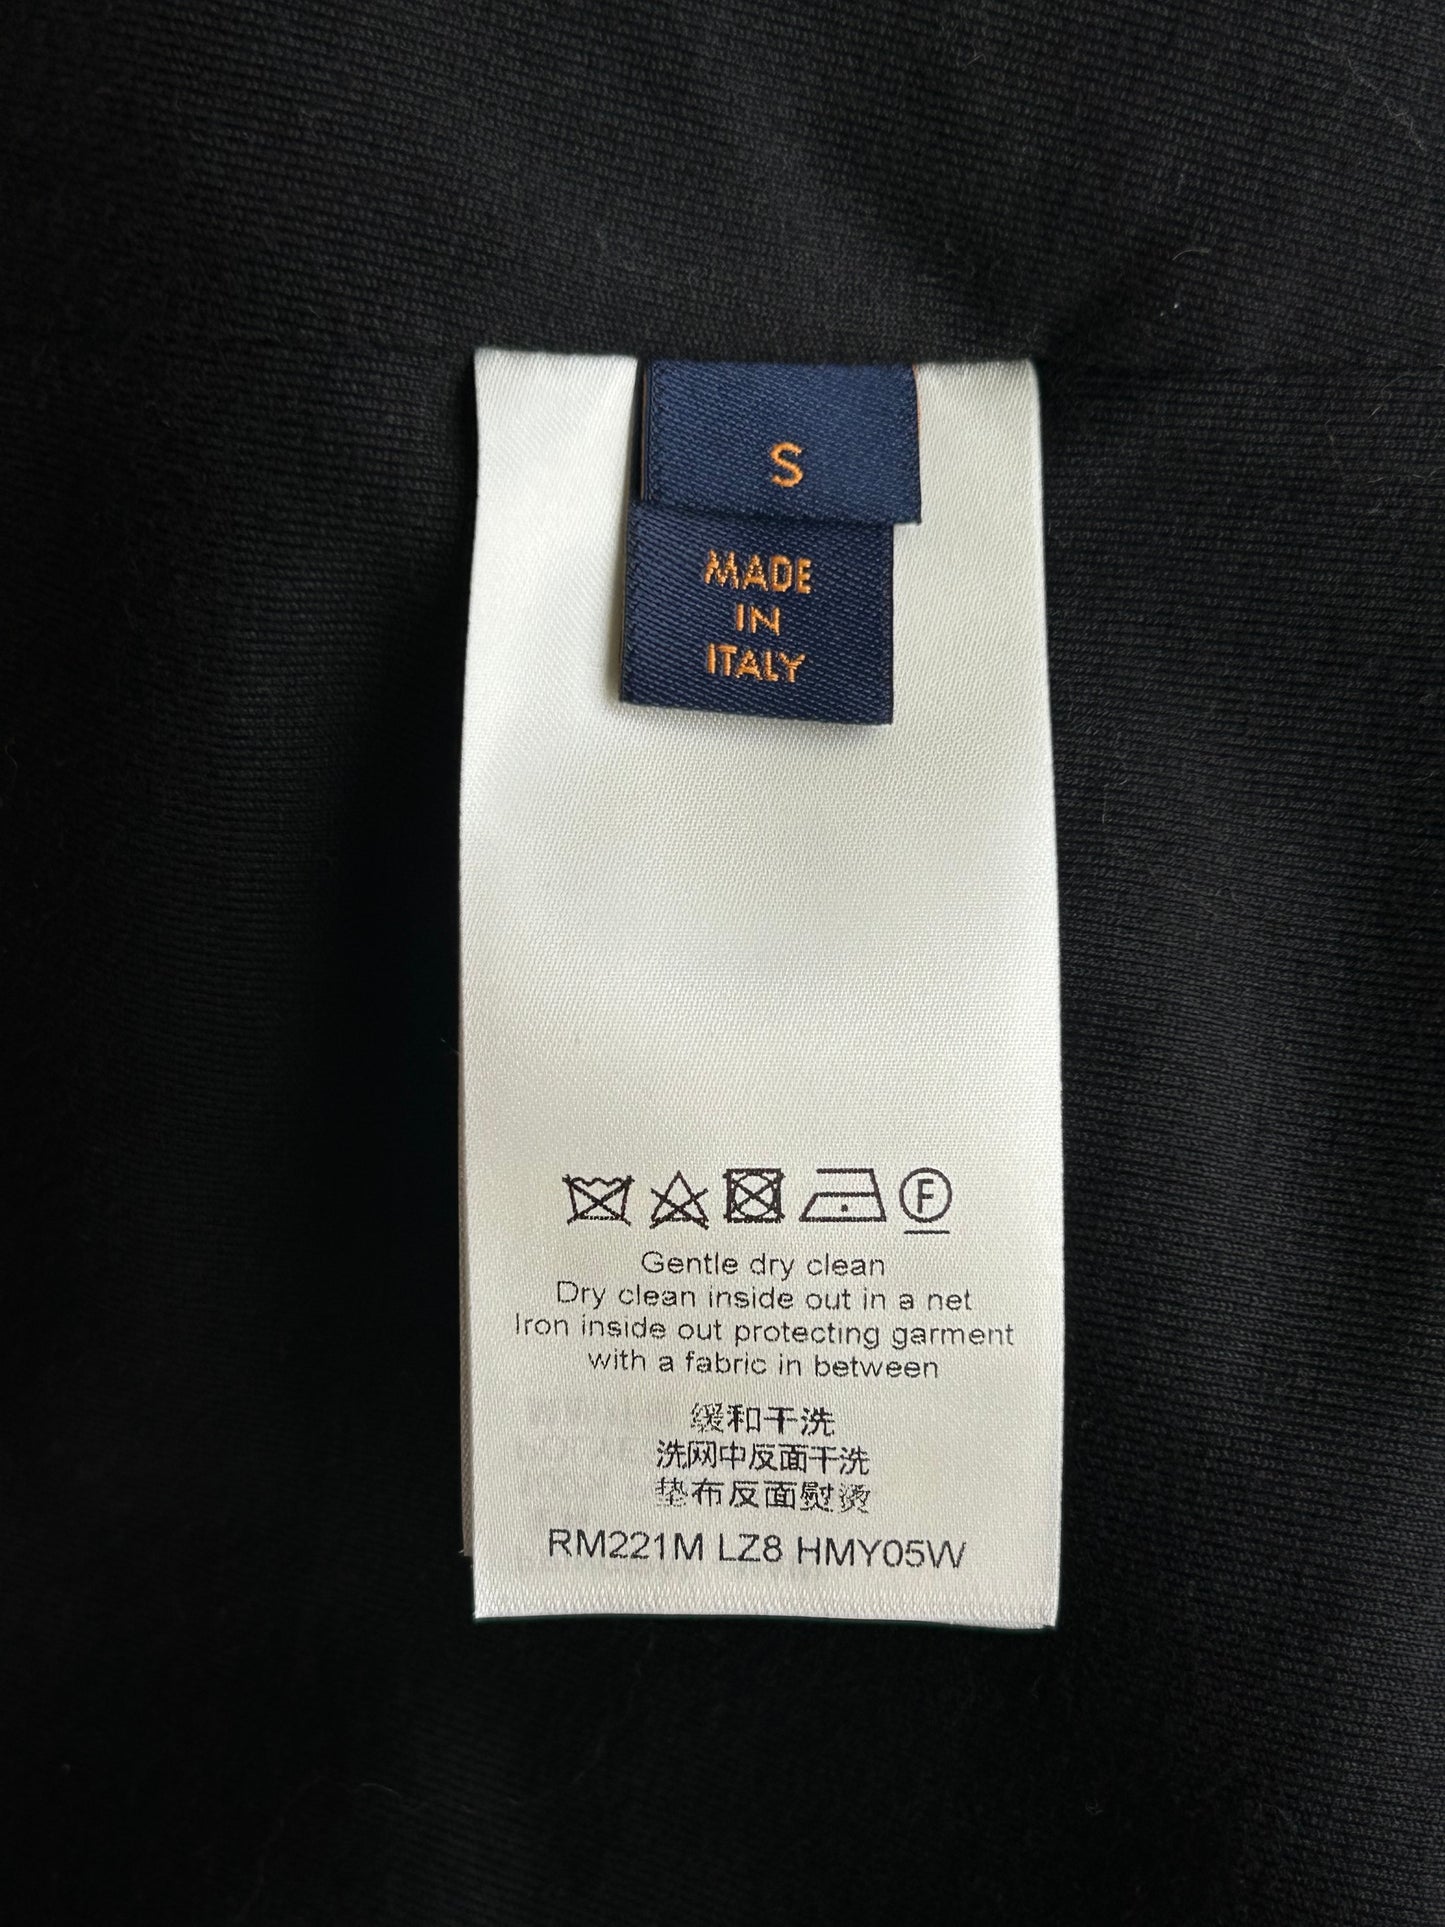 S
MADE
IN
ITALY
F
Gentle dry clean
Dry clean inside out in a net
Iron inside out protecting garment
with a fabric in between
缓和干洗
洗网中反面干洗
垫布反面熨烫
RM221M LZ8 HMY05W